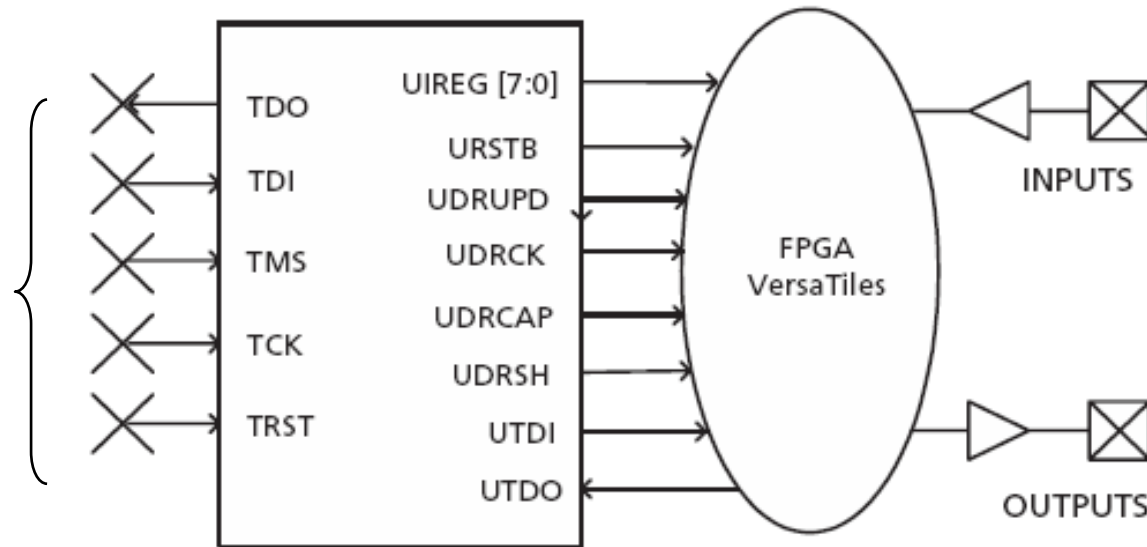 TDO
TDI
TMS
TCK
TRST
UIREG [7:0]
URSTB
UDRUPD
UDRCK
UDRCAP
UDRSH
UTDI
UTDO
FPGA
VersaTiles
INPUTS
OUTPUTS